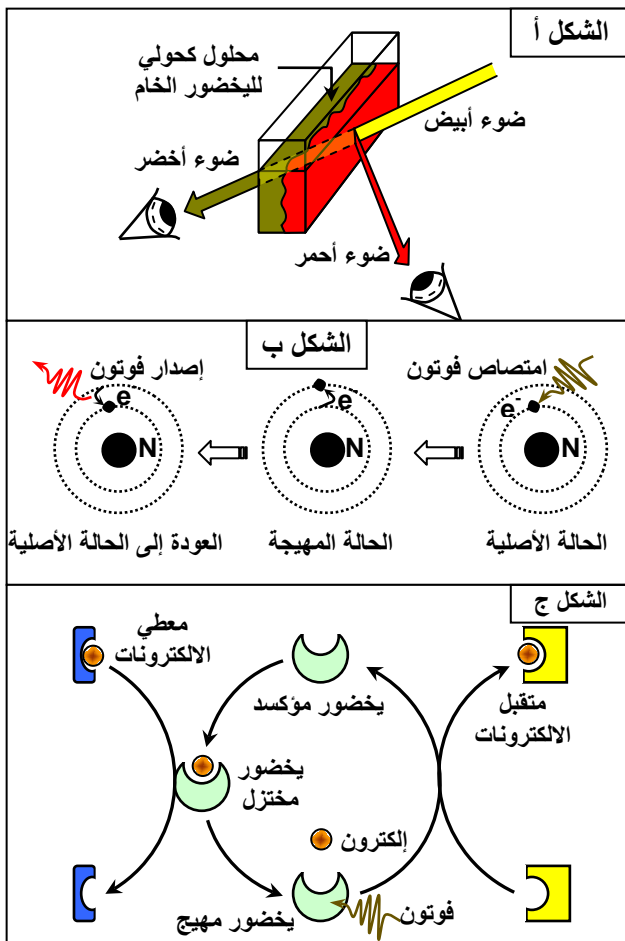 الشكل أ
محلول كحولي
لليخضور الخام
ضوء أبيض
ضوء أخضر
ضوء أحمر
الشكل ب
امتصاص فوتون
إصدار فوتون
e-
e-
e
N
N
N
الحالة الأصلية
الحالة المهيجة
العودة إلى الحالة الأصلية
الشكل ج
معطي
الالكترونات
يخضور مؤكسد
متقبل
الالكترونات
يخضور
مختزل
إلكترون
فوتون
يخضور مهيج